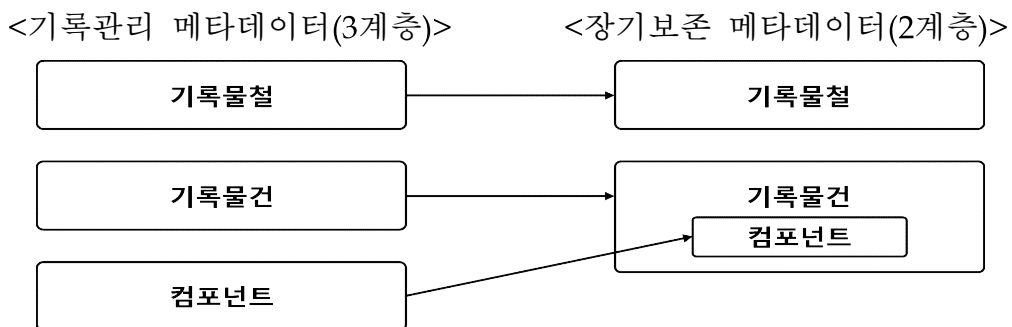 <기록관리 메타데이터(3계층)> <장기보존 메타데이터(2계층)>
기록물철 기록물철
기록물건 기록물건
컴포넌트
컴포넌트